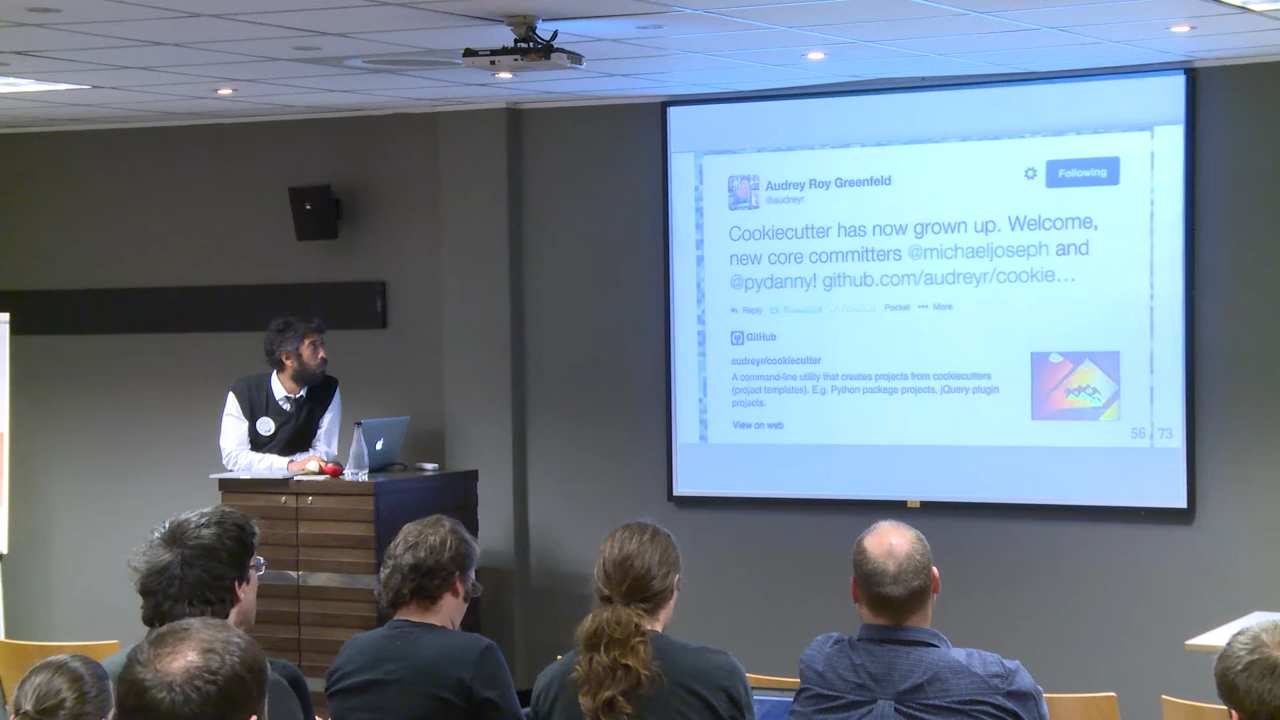 Audrey Roy Greenfeld
@audreyr
Following
Cookiecutter has now grown up. Welcome,
new core committers @michaeljoseph and
@pydanny! github.com/audreyr/cookie…
Reply
Pocket
More
GitHub
audreyr/cookiecutter
A command-line utility that creates projects from cookiecutters
(project templates). E.g. Python package projects, jQuery plugin
projects.
View on web
56 / 73